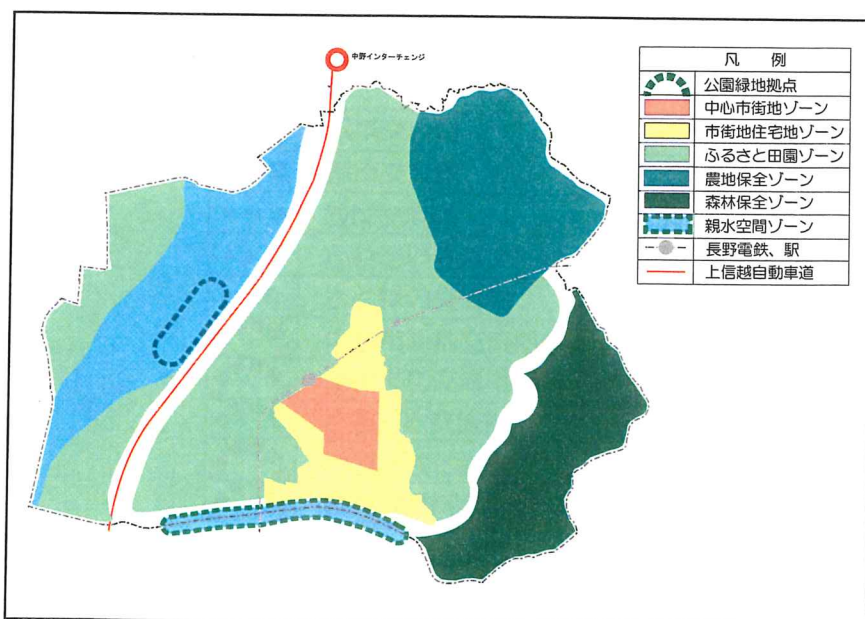 中野インターチェンジ
凡 例
公園緑地拠点
中心市街地ゾーン
市街地住宅地ゾーン
ふるさと田園ゾーン
農地保全ゾーン
森林保全ゾーン
親水空間ゾーン
長野電鉄、駅
上信越自動車道